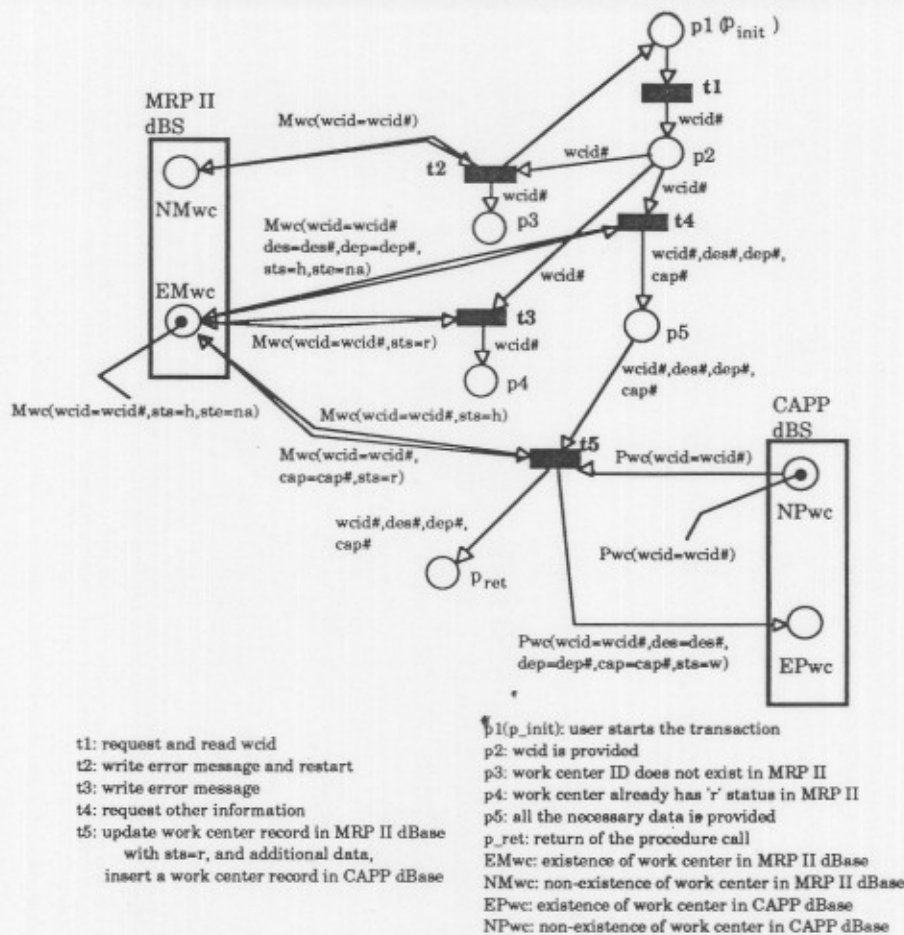 p1 (p_init )
t1
wcid#
MRP II
dBS
Mwc(wcid=wcid#)
t2
wcid#
p2
NMwc
wcid#
p3
wcid#
t4
Mwc(wcid=wcid#
des=des#,dep=dep#,
sts=h,ste=na)
wcid#,des#,dep#,
cap#
wcid#
EMwc
t3
Mwc(wcid=wcid#,sts=r)
wcid#
p5
p4
wcid#,des#,dep#,
cap#
Mwc(wcid=wcid#,sts=h,ste=na)
Mwc(wcid=wcid#,sts=h)
CAPP
dBS
t5
Mwc(wcid=wcid#,
cap=cap#,sts=r)
Pwc(wcid=wcid#)
NPwc
wcid#,des#,dep#,
cap#
Pwc(wcid=wcid#)
p_ret
Pwc(wcid=wcid#,des=des#,
dep=dep#,cap=cap#,sts=w)
EPwc
t1: request and read wcid
t2: write error message and restart
t3: write error message
t4: request other information
t5: update work center record in MRP II dBase
with sts=r, and additional data,
insert a work center record in CAPP dBase
p1(p_init): user starts the transaction
p2: wcid is provided
p3: work center ID does not exist in MRP II
p4: work center already has 'r' status in MRP II
p5: all the necessary data is provided
p_ret: return of the procedure call
EMwc: existence of work center in MRP II dBase
NMwc: non-existence of work center in MRP II dBase
EPwc: existence of work center in CAPP dBase
NPwc: non-existence of work center in CAPP dBase